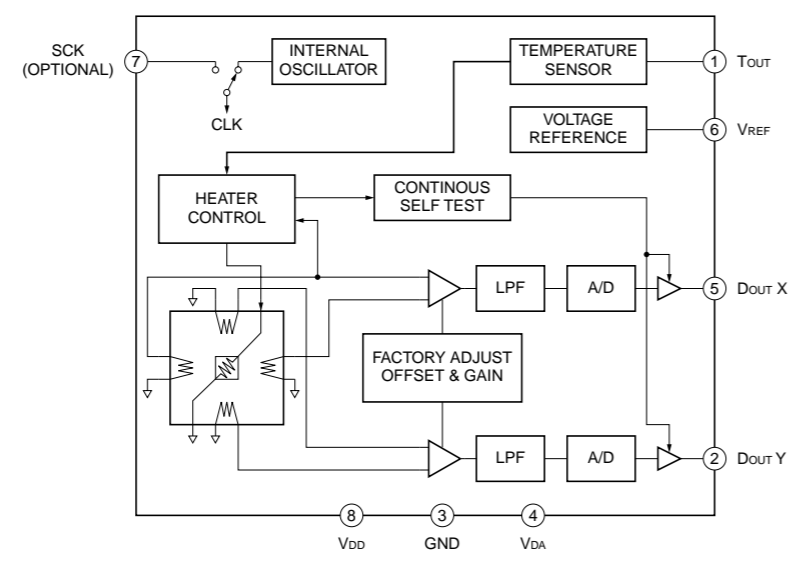 SCK
(OPTIONAL)
7
INTERNAL
OSCILLATOR
CLK
TEMPERATURE
SENSOR
1
TOUT
VOLTAGE
REFERENCE
6
VREF
HEATER
CONTROL
CONTINOUS
SELF TEST
LPF
A/D
5
DOUT X
FACTORY ADJUST
OFFSET & GAIN
LPF
A/D
2
DOUT Y
8
3
4
VDD
GND
VDA